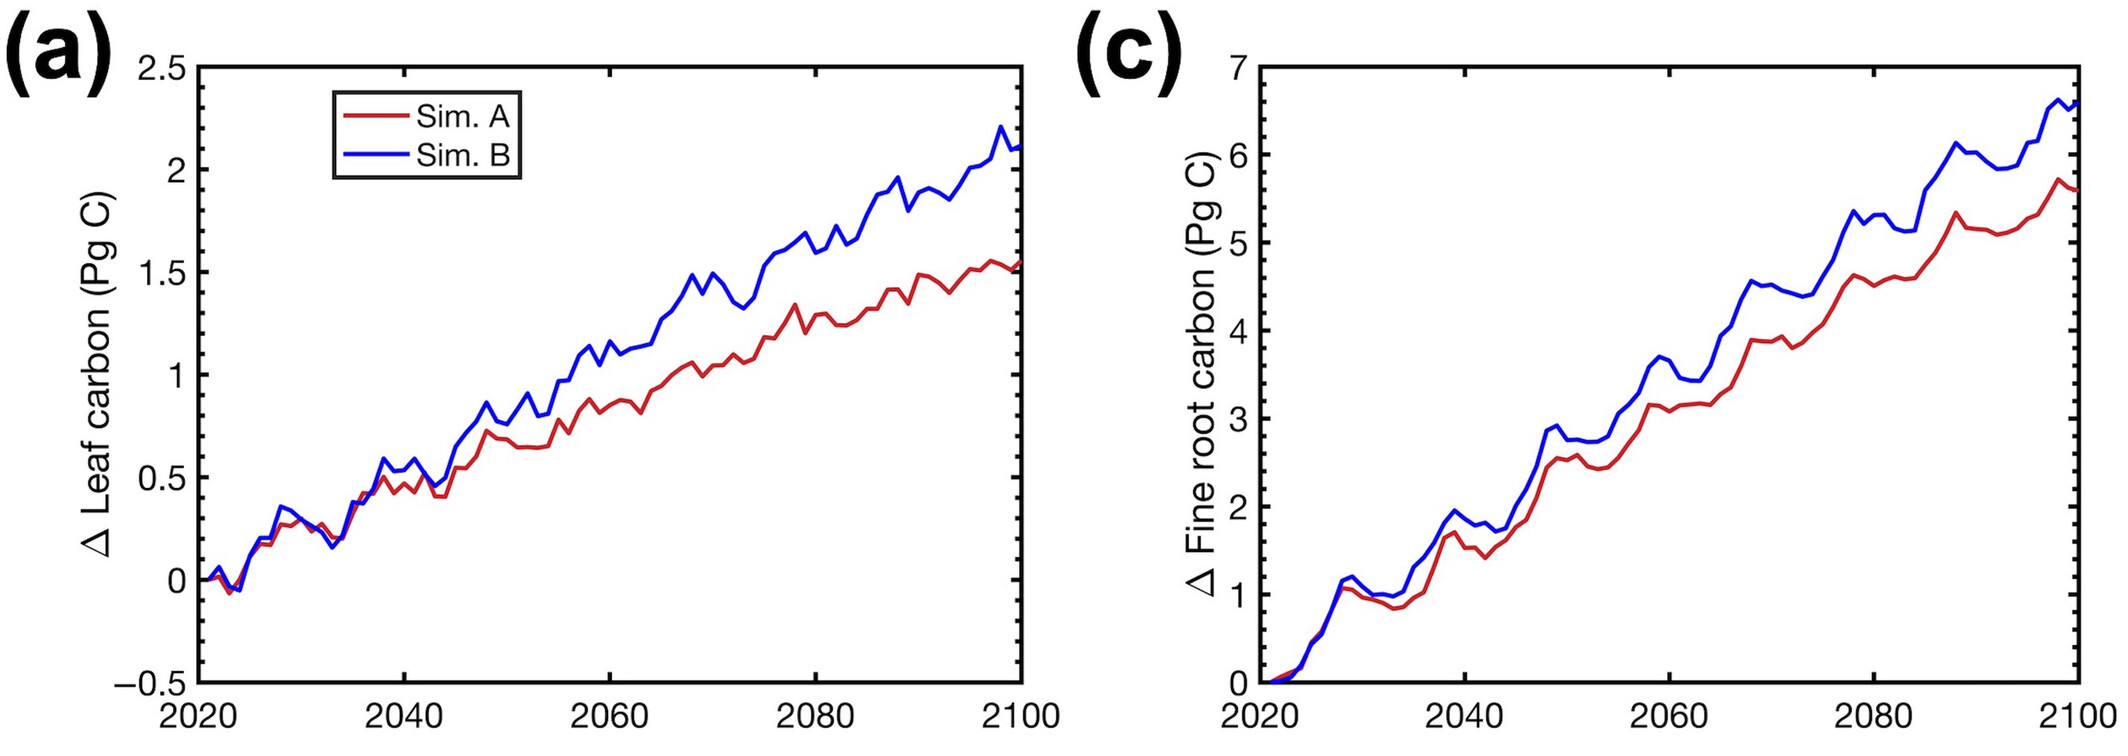 (a)
2.5
2
1.5
1
0.5
0
−0.5
Δ Leaf carbon (Pg C)
Sim. A
Sim. B
2020 2040 2060 2080 2100
(c)
7
6
5
4
3
2
1
0
Δ Fine root carbon (Pg C)
2020 2040 2060 2080 2100